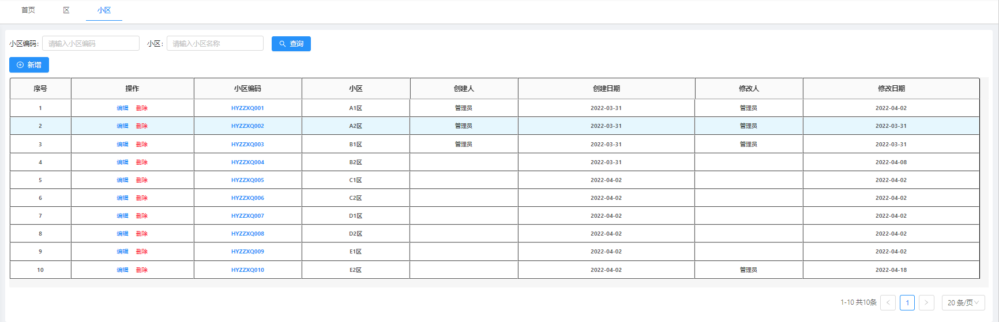 首页 区 小区
小区编码: 请输入小区编码 小区: 请输入小区名称 查询
新增
序号 操作 小区编码 小区 创建人 创建日期 修改人 修改日期
1 编辑 删除 HYZZXQ001 A1区 管理员 2022-03-31 管理员 2022-04-02
2 编辑 删除 HYZZXQ002 A2区 管理员 2022-03-31 管理员 2022-03-31
3 编辑 删除 HYZZXQ003 B1区 管理员 2022-03-31 管理员 2022-03-31
4 编辑 删除 HYZZXQ004 B2区 2022-03-31 2022-04-08
5 编辑 删除 HYZZXQ005 C1区 2022-04-02 2022-04-02
6 编辑 删除 HYZZXQ006 C2区 2022-04-02 2022-04-02
7 编辑 删除 HYZZXQ007 D1区 2022-04-02 2022-04-02
8 编辑 删除 HYZZXQ008 D2区 2022-04-02 2022-04-02
9 编辑 删除 HYZZXQ009 E1区 2022-04-02 2022-04-02
10 编辑 删除 HYZZXQ010 E2区 2022-04-02 管理员 2022-04-18
1-10 共10条 < 1 > 20 条/页